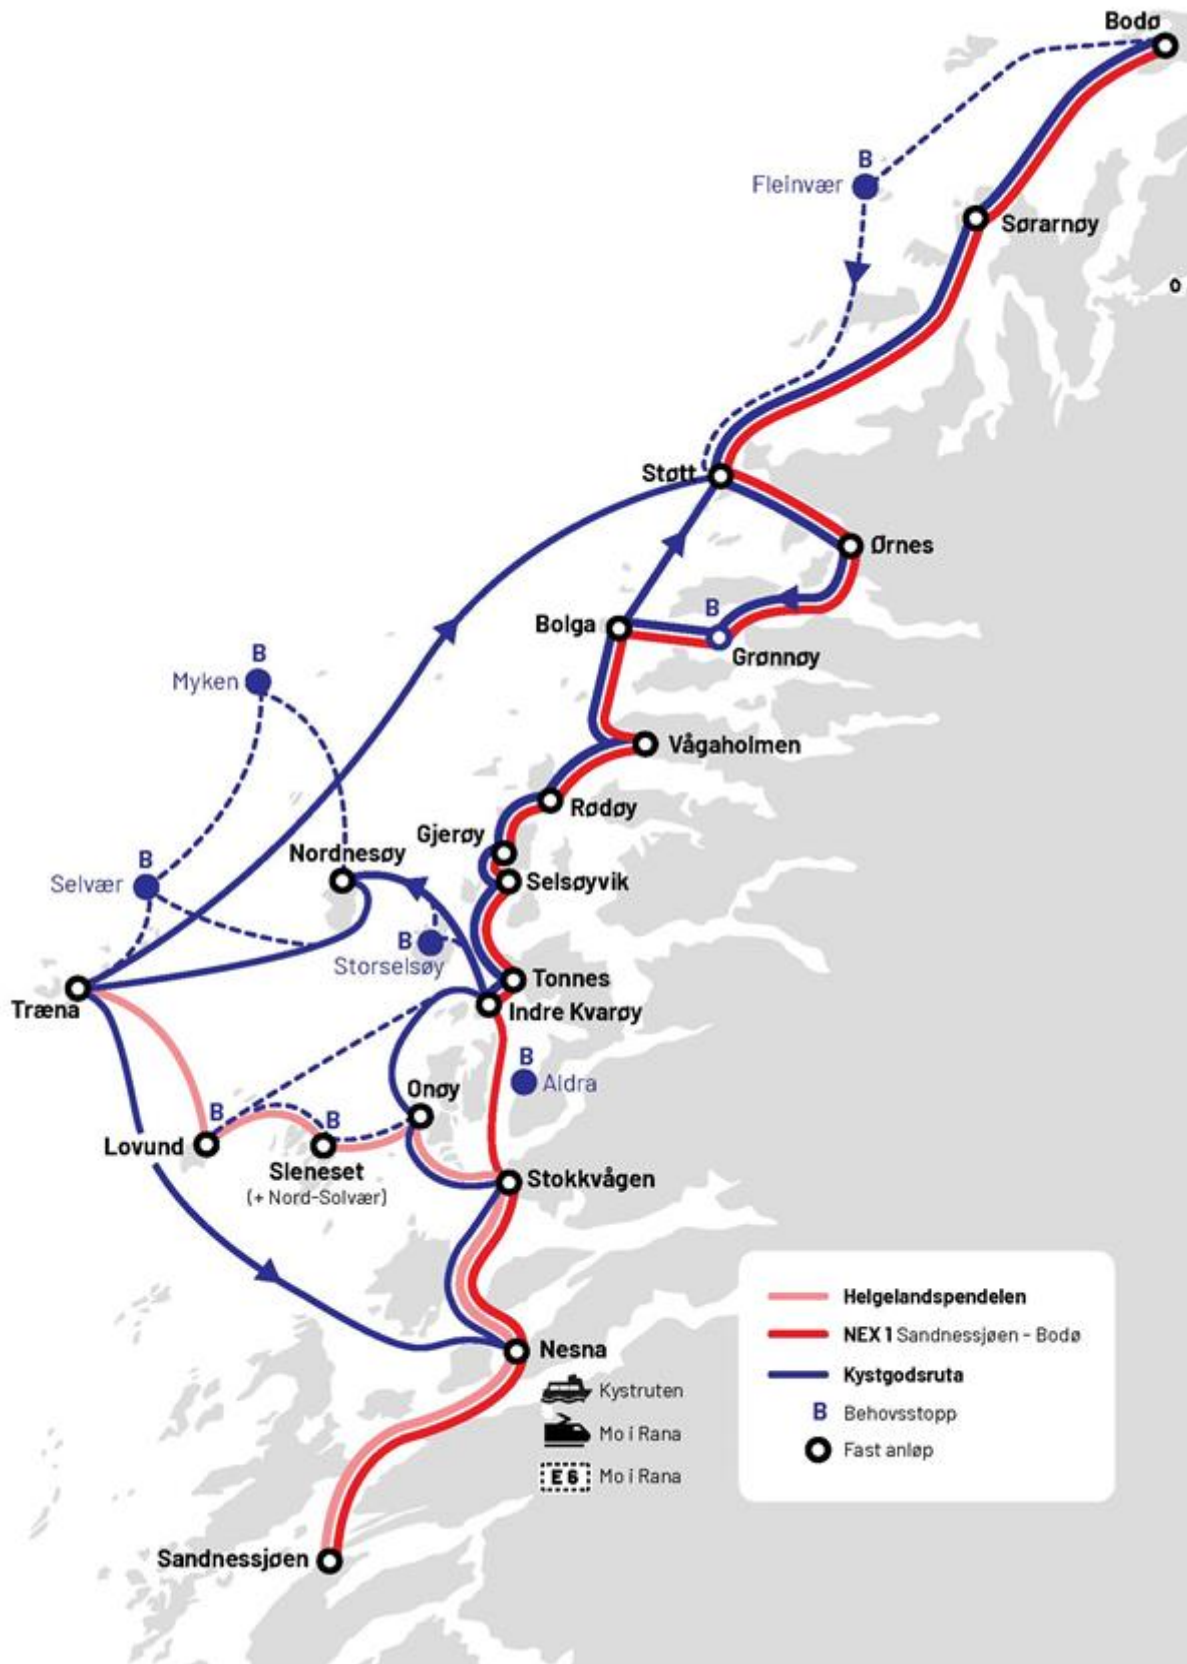 Bodø
B
Fleinvær
Sørarnøy
Støtt
Ørnes
B
Bolga
Grønnøy
B
Myken
Vågaholmen
Rødøy
Gjerøy
Nordnesøy
B
Selvær
Selsøyvik
B
Storselsøy
Tonnes
Træna
Indre Kvarøy
B
Aldra
Onøy
B
B
Lovund
Sleneset
(+ Nord-Solvær)
Stokkvågen
Nesna
Kystruten
Mo i Rana
E6 Mo i Rana
Sandnessjøen
Helgelandspendelen
NEX 1 Sandnessjøen - Bodø
Kystgodsruta
B Behovsstopp
Fast anløp